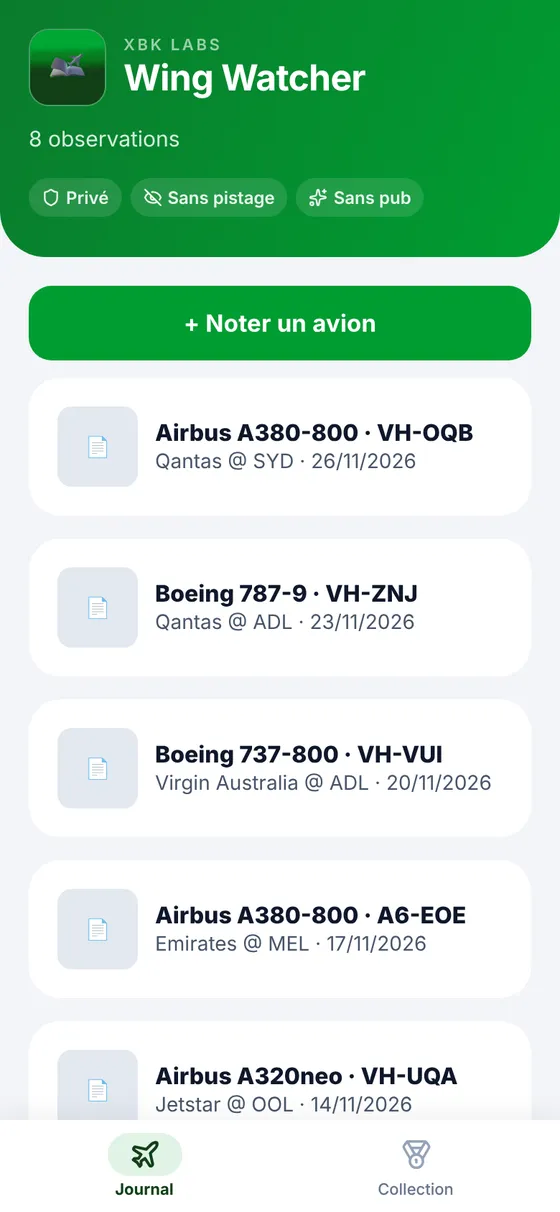 XBK LABS
Wing Watcher
8 observations
Privé
Sans pistage
Sans pub
+ Noter un avion
Airbus A380-800 · VH-OQB
Qantas @ SYD · 26/11/2026
Boeing 787-9 · VH-ZNJ
Qantas @ ADL · 23/11/2026
Boeing 737-800 · VH-VUI
Virgin Australia @ ADL · 20/11/2026
Airbus A380-800 · A6-EOE
Emirates @ MEL · 17/11/2026
Airbus A320neo · VH-UQA
Jetstar @ OOL · 14/11/2026
Journal
Collection